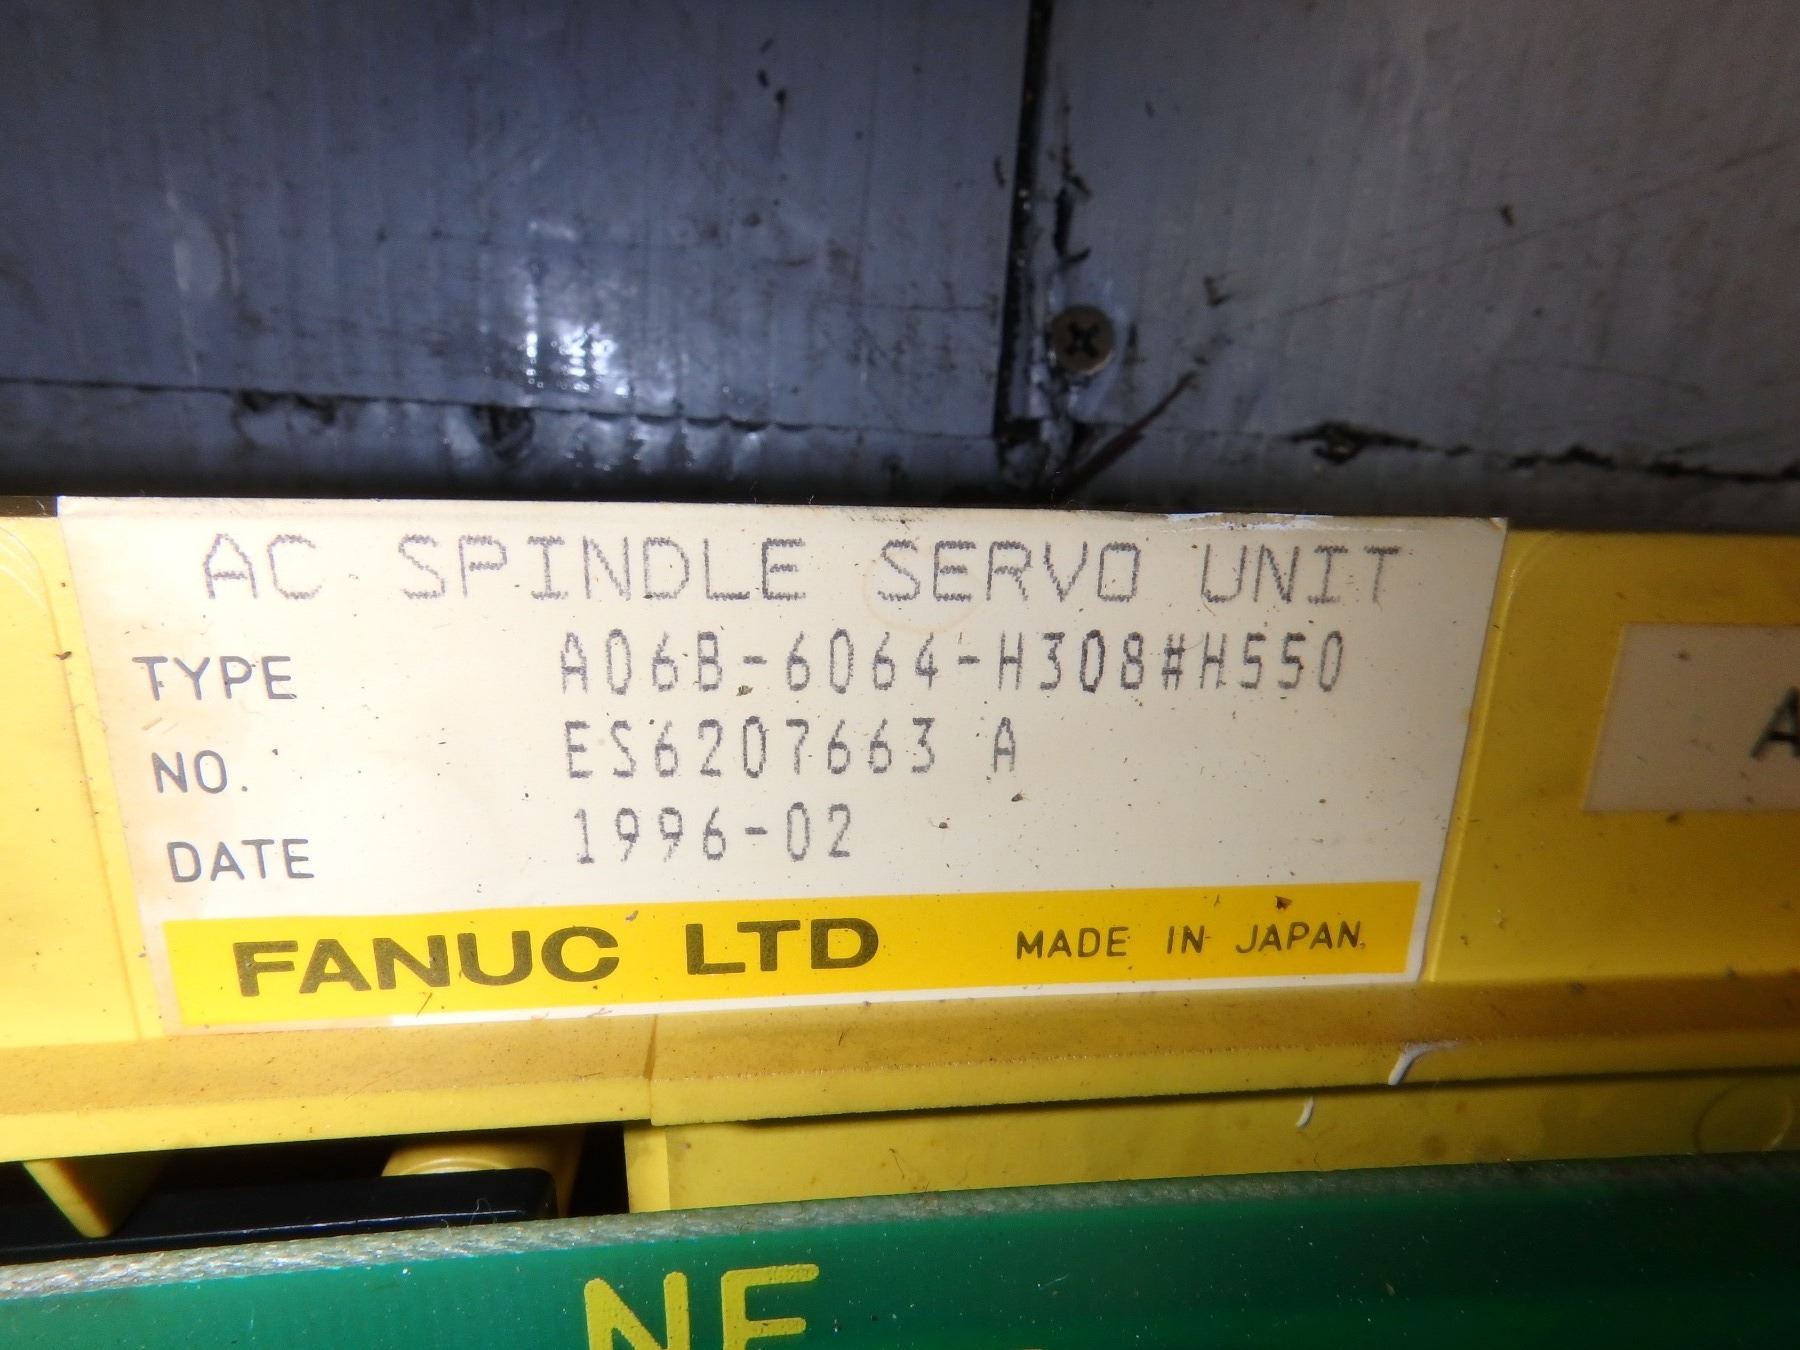 AC SPINDLE SERVO UNIT
TYPE A06B-6064-H308#H550
NO. ES6207663 A
DATE 1996-02
FANUC LTD MADE IN JAPAN.
A
NE